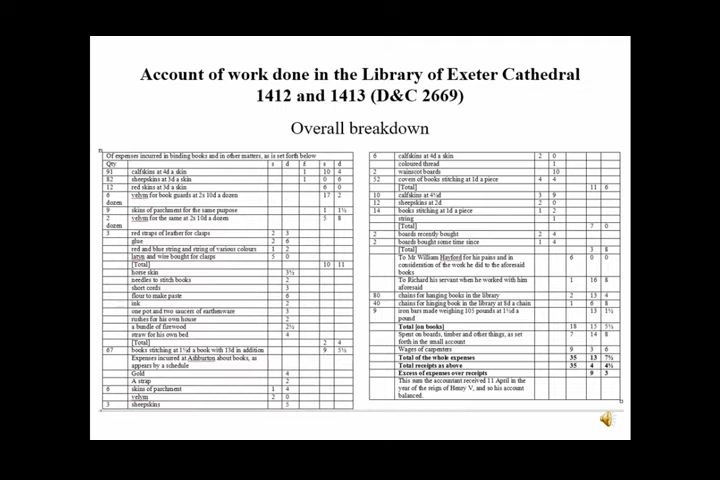 Account of work done in the Library of Exeter Cathedral
1412 and 1413 (D&C 2669)
Overall breakdown
Of expenses incurred in binding books and in other matters, as is set forth below
Qty s d £ s d
91 calfskins at 4d a skin 1 10 4
82 sheepskins at 3d a skin 1 0 6
12 red skins at 3d a skin 6 0
6 velym for book guards at 2s 10d a dozen 17 2
dozen
9 skins of parchment for the same purpose 1 1½
2 velym for the same at 2s 10d a dozen 5 8
dozen
3 red straps of leather for clasps 2 3
glue 2 6
red and blue string and string of various colours 1 2
latyn and wire bought for clasps 5 0
[Total] 10 11
horse skin 3½
needles to stitch books 2
short cords 3
flour to make paste 6
ink 2
one pot and two saucers of earthenware 3
rushes for his own house 2
a bundle of firewood 2½
straw for his own bed 4
[Total] 2 4
67 books stitching at 1½d a book with 13d in addition 9 5½
Expenses incurred at Ashburton about books, as
appears by a schedule
Gold 4
A strap 2
6 skins of parchment 1 4
velym 2 0
3 sheepskins 5
6 calfskins at 4d a skin 2 0
coloured thread 1
2 wainscot boards 10
52 covers of books stitching at 1d a piece 4 4
[Total] 11 6
10 calfskins at 4½d 3 9
12 sheepskins at 2d 2 0
14 books stitching at 1d a piece 1 2
string 1
[Total] 7 0
2 boards recently bought 2 4
2 boards bought some time since 1 4
[Total] 3 8
To Mr William Hayford for his pains and in 6 0 0
consideration of the work he did to the aforesaid
books
To Richard his servant when he worked with him 1 16 8
aforesaid
80 chains for hanging books in the library 2 13 4
40 chains for hinging book in the library at 8d a chain 1 6 8
9 iron bars made weighing 105 pounds at 1½d a 13 1½
pound
Total [on books] 18 15 5½
Spent on boards, timber and other things, as set 7 14 8
forth in the small account
Wages of carpenters 9 3 6
Total of the whole expenses 35 13 7½
Total receipts as above 35 4 4½
Excess of expenses over receipts 9 3
This sum the accountant received 11 April in the
year of the reign of Henry V, and so his account
balanced.